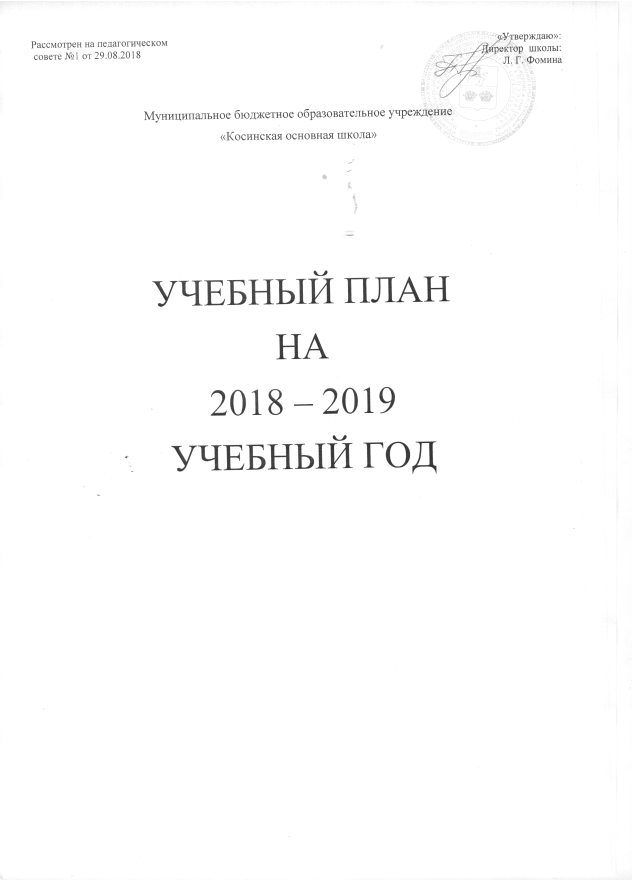 Рассмотрен на педагогическом
совете №1 от 29.08.2018
«Утверждаю»:
Директор школы:
Л. Г. Фомина
Муниципальное бюджетное образовательное учреждение
«Косинская основная школа»
УЧЕБНЫЙ ПЛАН
НА
2018 – 2019
УЧЕБНЫЙ ГОД